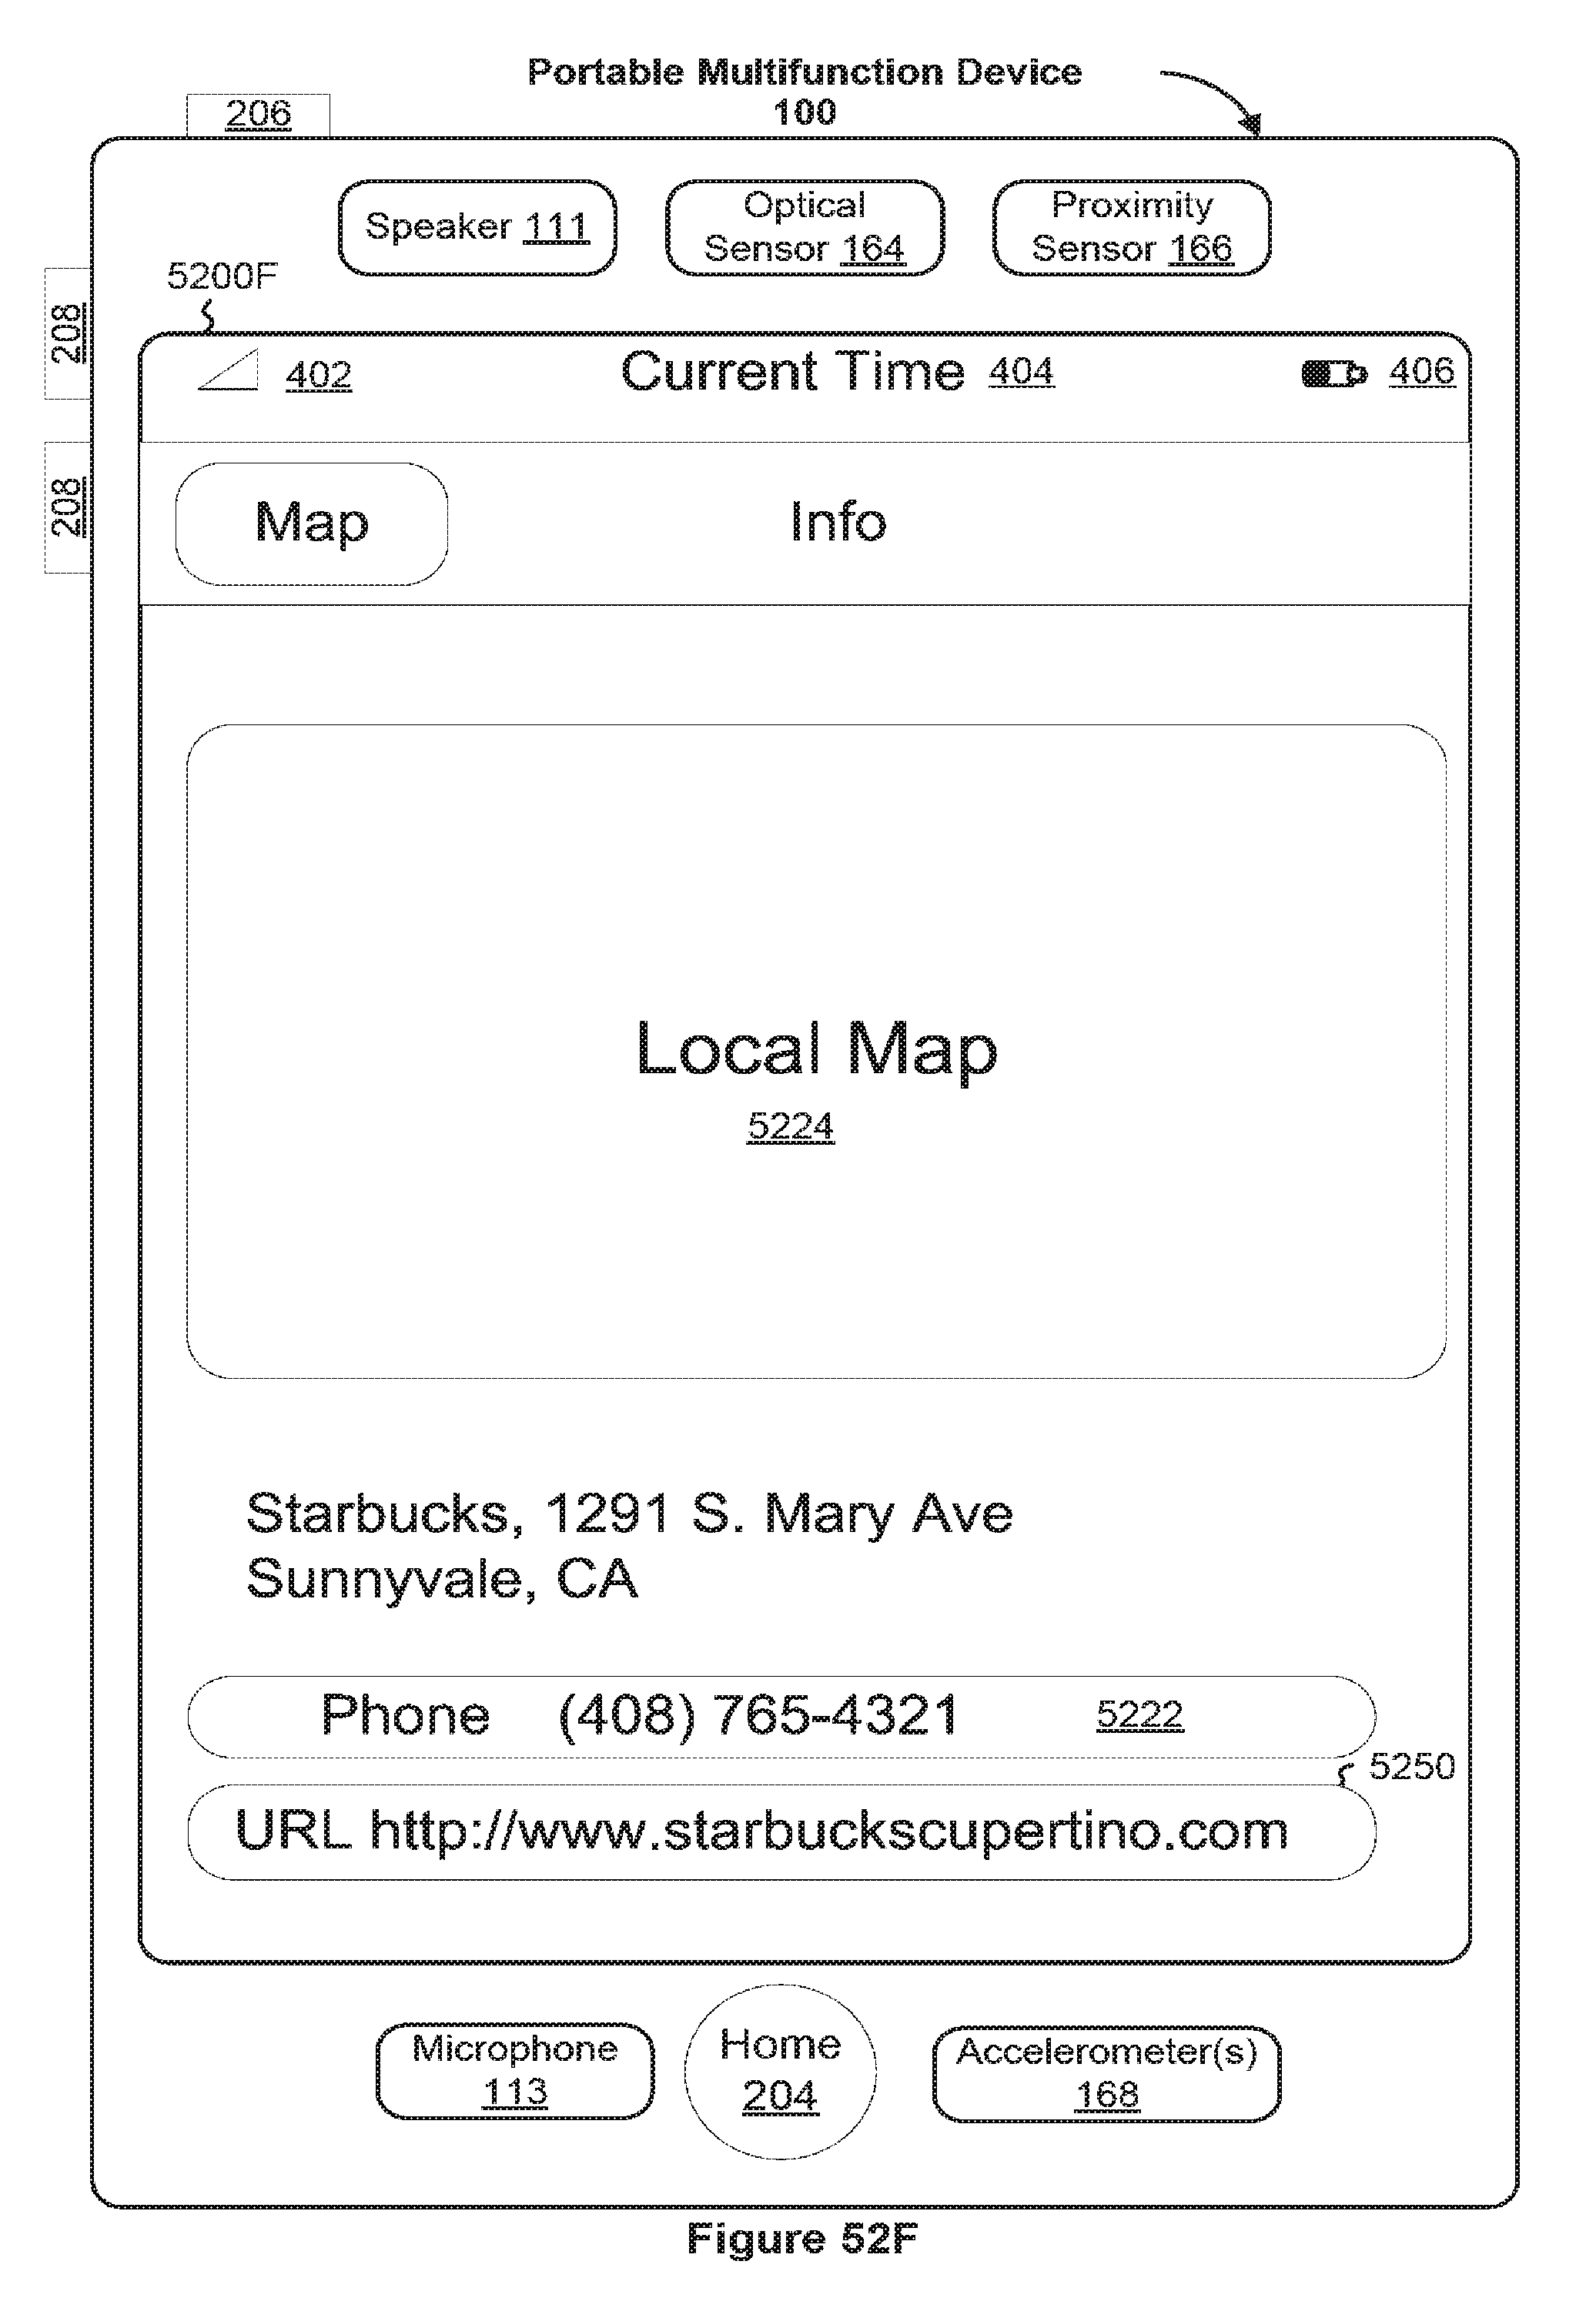 Portable Multifunction Device
100
206
Speaker 111
Optical
Sensor 164
Proximity
Sensor 166
5200F
208
208
402
Current Time 404
406
Map
Info
Local Map
5224
Starbucks, 1291 S. Mary Ave
Sunnyvale, CA
Phone (408) 765-4321 5222
5250
URL http://www.starbuckscupertino.com
Microphone
113
Home
204
Accelerometer(s)
168
Figure 52F